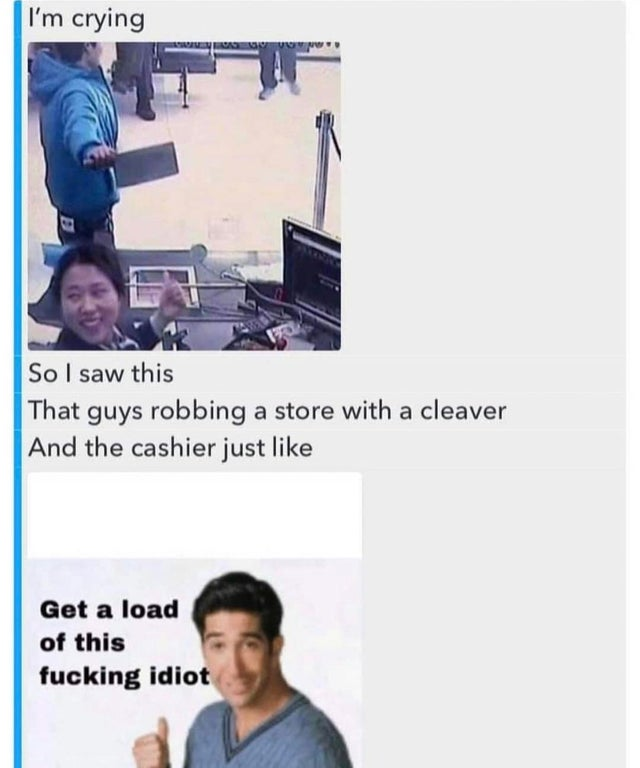 I'm crying
So I saw this
That guys robbing a store with a cleaver
And the cashier just like
Get a load
of this
fucking idiot